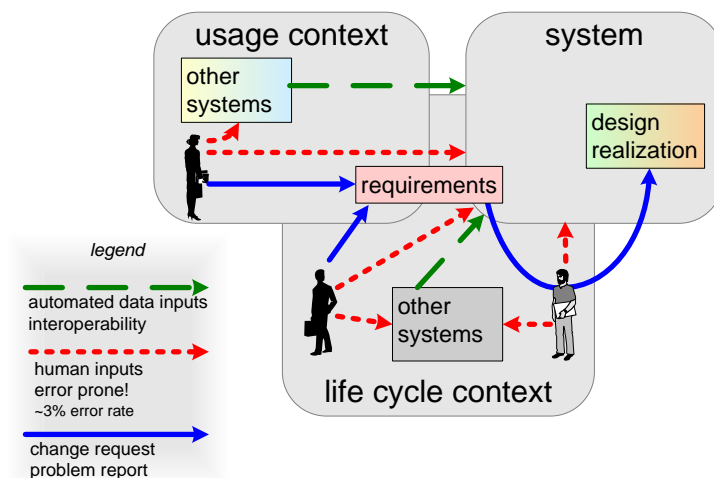 usage context
system
other
systems
design
realization
requirements
legend
automated data inputs
interoperability
human inputs
error prone!
~3% error rate
change request
problem report
other
systems
life cycle context